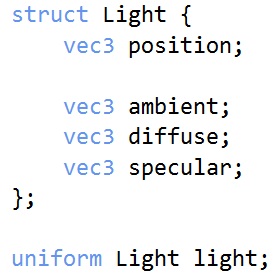 struct Light {
    vec3 position;

    vec3 ambient;
    vec3 diffuse;
    vec3 specular;
};

uniform Light light;